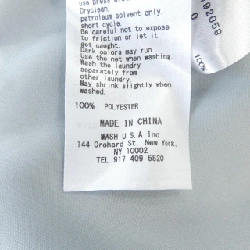 Dryclean,
petroleum solvent only,
short cycle.
Be careful not to expose
to friction or let it
get caught.
Dark color may run
Use the net when washing
Wash the laundry
separately from
other laundry
May shrink slightly when
washed.
100% POLYESTER
MADE IN CHINA
WASH U.S.A Inc
144 Orchard St. New York,
NY 10002
TEL 917 409 5620